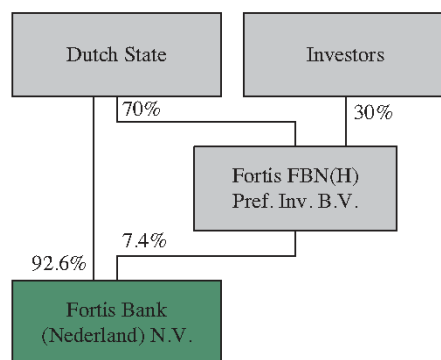 Dutch State
Investors
70%
30%
Fortis FBN(H)
Pref. Inv. B.V.
7.4%
92.6%
Fortis Bank
(Nederland) N.V.